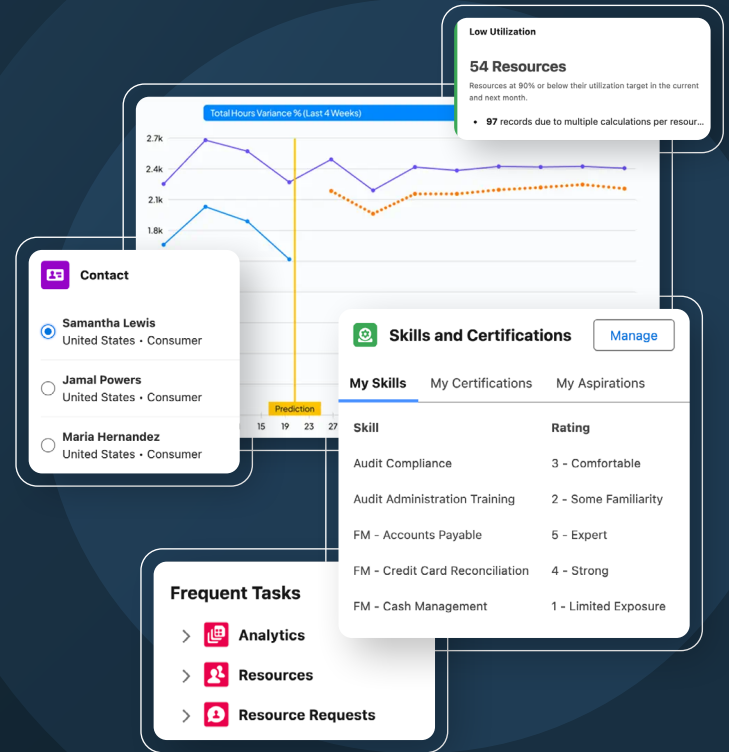 Low Utilization
54 Resources
Resources at 90% or below their utilization target in the current
and next month.
• 97 records due to multiple calculations per resour...
Total Hours Variance % (Last 4 Weeks)
2.7k
2.4k
2.1k
1.8k
Prediction
15 19 23 27
Contact
Samantha Lewis
United States • Consumer
Jamal Powers
United States • Consumer
Maria Hernandez
United States • Consumer
Skills and Certifications
Manage
My Skills My Certifications My Aspirations
Skill Rating
Audit Compliance 3 - Comfortable
Audit Administration Training 2 - Some Familiarity
FM - Accounts Payable 5 - Expert
FM - Credit Card Reconciliation 4 - Strong
FM - Cash Management 1 - Limited Exposure
Frequent Tasks
Analytics
Resources
Resource Requests